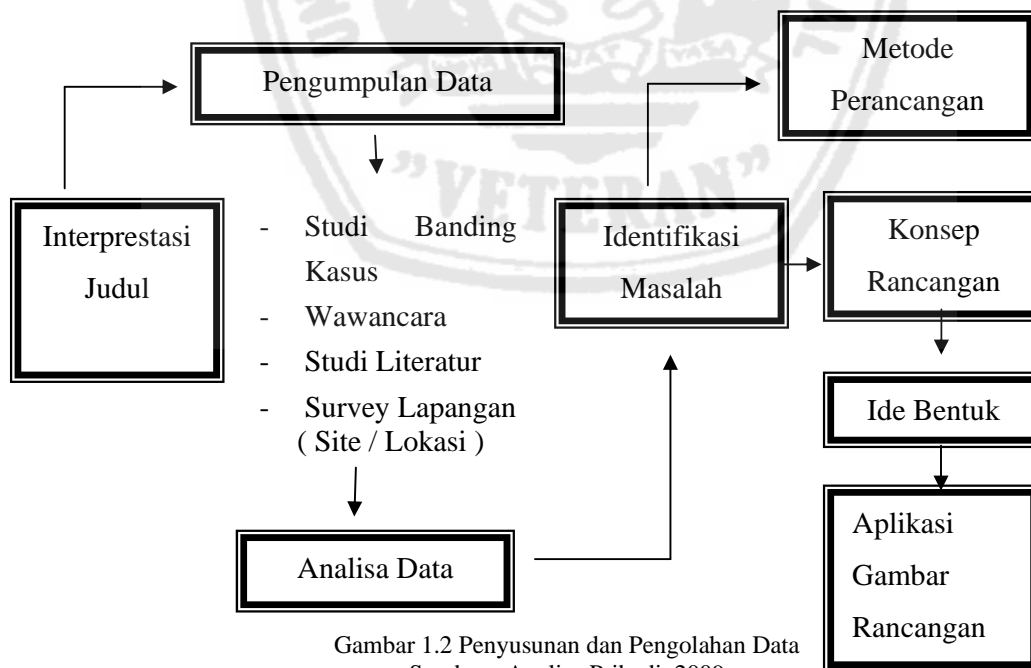 Interprestasi
Judul
Pengumpulan Data
- Studi Banding
Kasus
- Wawancara
- Studi Literatur
- Survey Lapangan
( Site / Lokasi )
Analisa Data
Identifikasi
Masalah
Metode
Perancangan
Konsep
Rancangan
Ide Bentuk
Aplikasi
Gambar
Rancangan
"VETERAN"
Gambar 1.2 Penyusunan dan Pengolahan Data